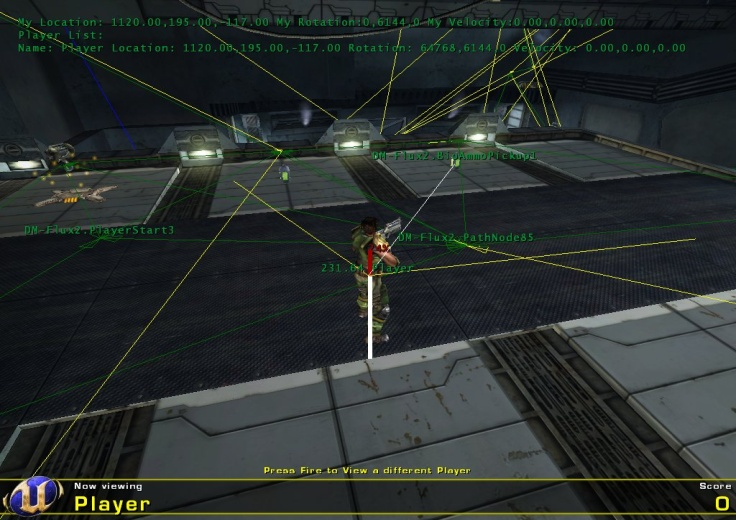 My Location: 1120.00,195.00,-117.00 My Rotation:0,6144,0 My Velocity:0.00,0.00,0.00
Player List:
Name: Player Location: 1120.00,195.00,-117.00 Rotation: 64768,6144,0 Velocity: 0.00,0.00,0.00
DM-Flux2.BioAmmoPickup1
DM-Flux2.PlayerStart3
DM-Flux2.PathNode85
Player
Press Fire to View a different Player
Now viewing
Score
Player
0